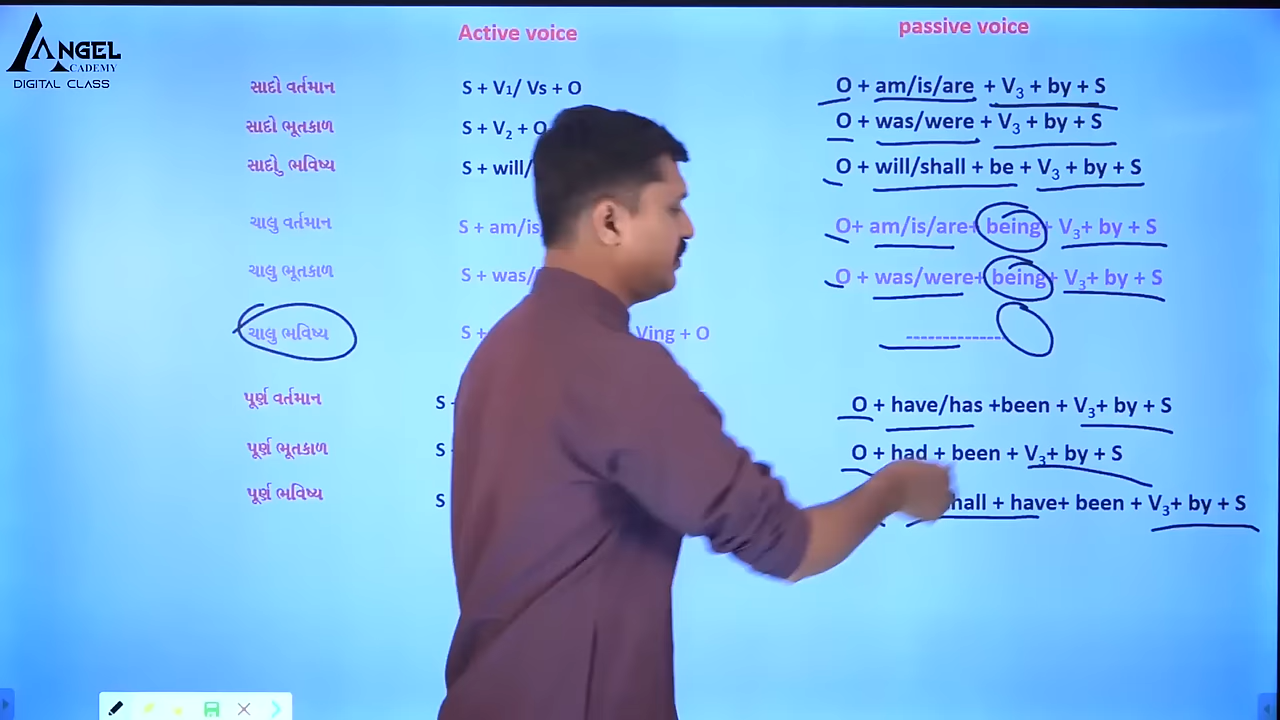 ANGEL
ACADEMY
DIGITAL CLASS
Active voice
passive voice
સાદો વર્તમાન
S + V1/ Vs + O
O + am/is/are + V3 + by + S
સાદો ભૂતકાળ
S + V2 + O
O + was/were + V3 + by + S
સાદો ભવિષ્ય
S + will/
O + will/shall + be + V3 + by + S
ચાલુ વર્તમાન
S + am/is
O+ am/is/are+ being+ V3+ by + S
ચાલુ ભૂતકાળ
S + was/
O + was/were+ being+ V3+ by + S
ચાલુ ભવિષ્ય
S + Ving + O
--------------
પૂર્ણ વર્તમાન
S
O + have/has +been + V3+ by + S
પૂર્ણ ભૂતકાળ
S
O + had + been + V3+ by + S
પૂર્ણ ભવિષ્ય
S
hall + have+ been + V3+ by + S